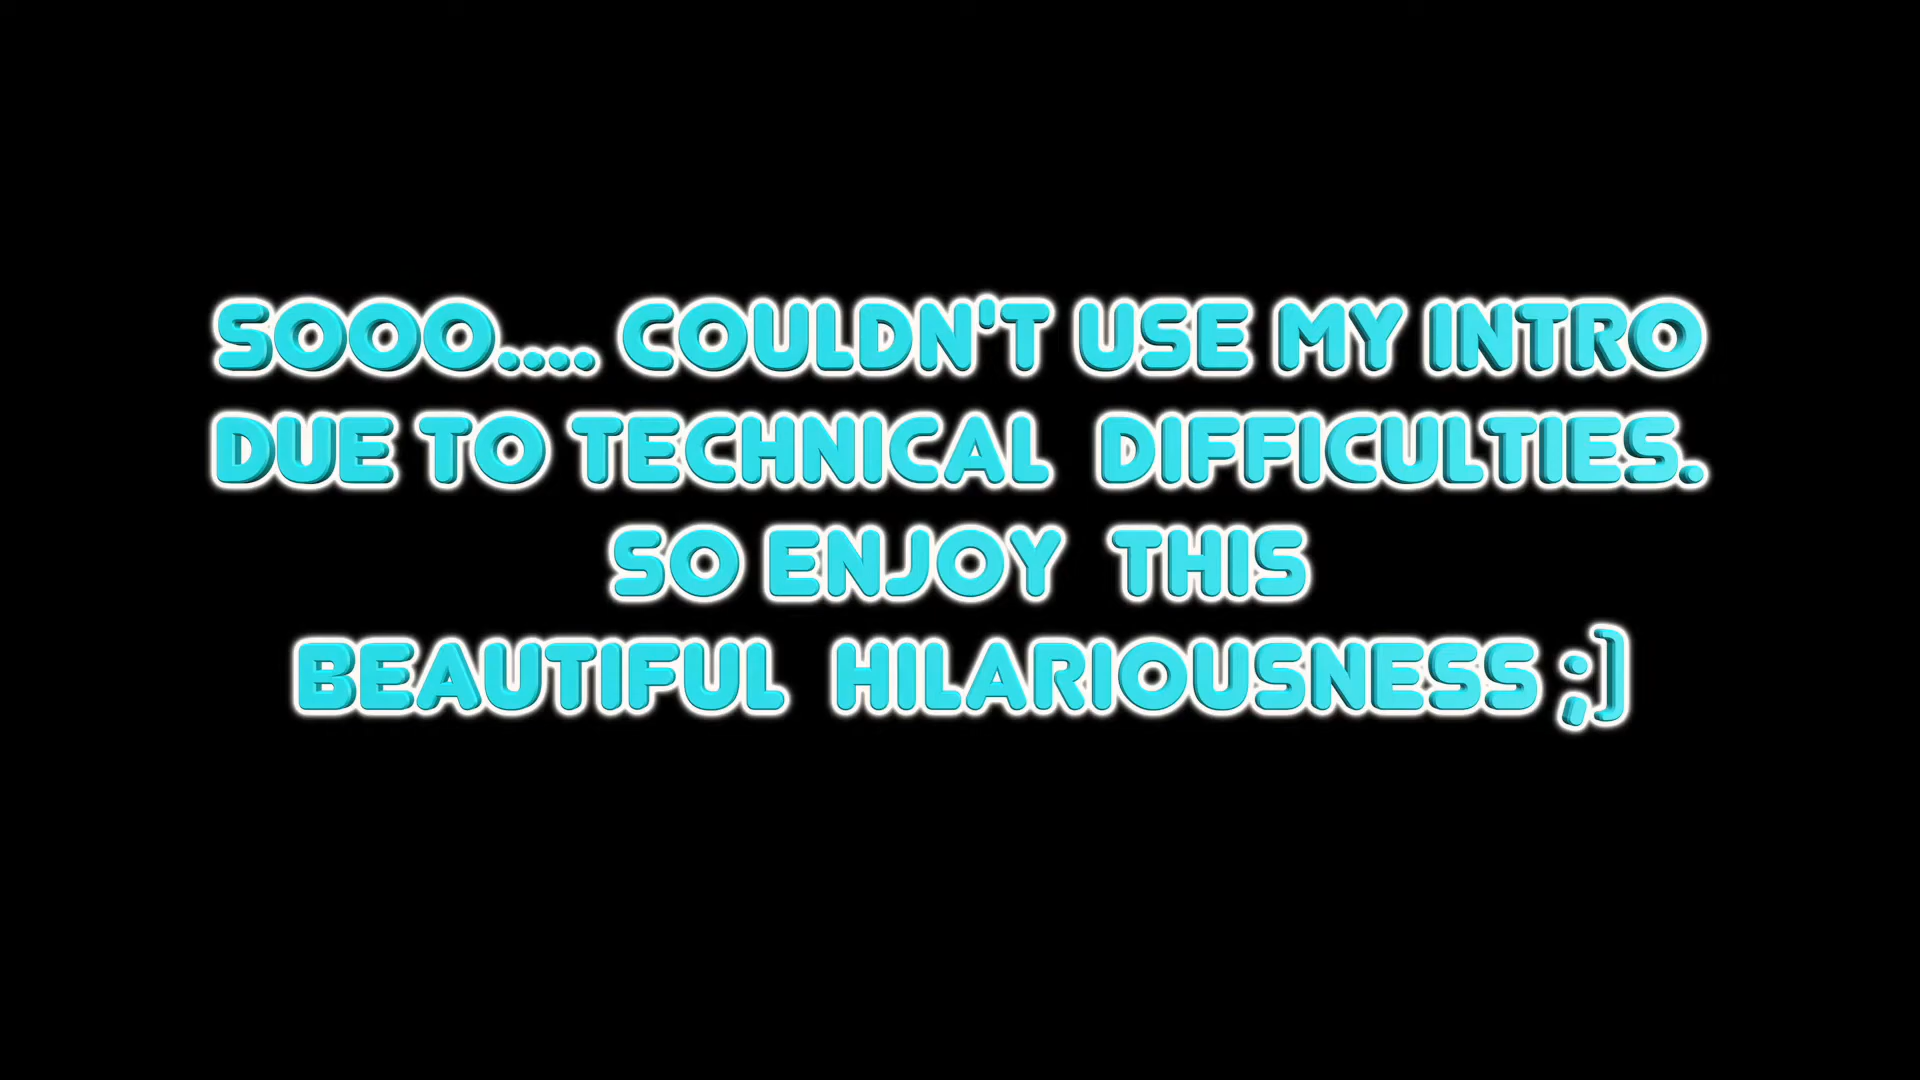 SOOO.... COULDN'T USE MY INTRO
DUE TO TECHNICAL DIFFICULTIES.
SO ENJOY THIS
BEAUTIFUL HILARIOUSNESS ;)